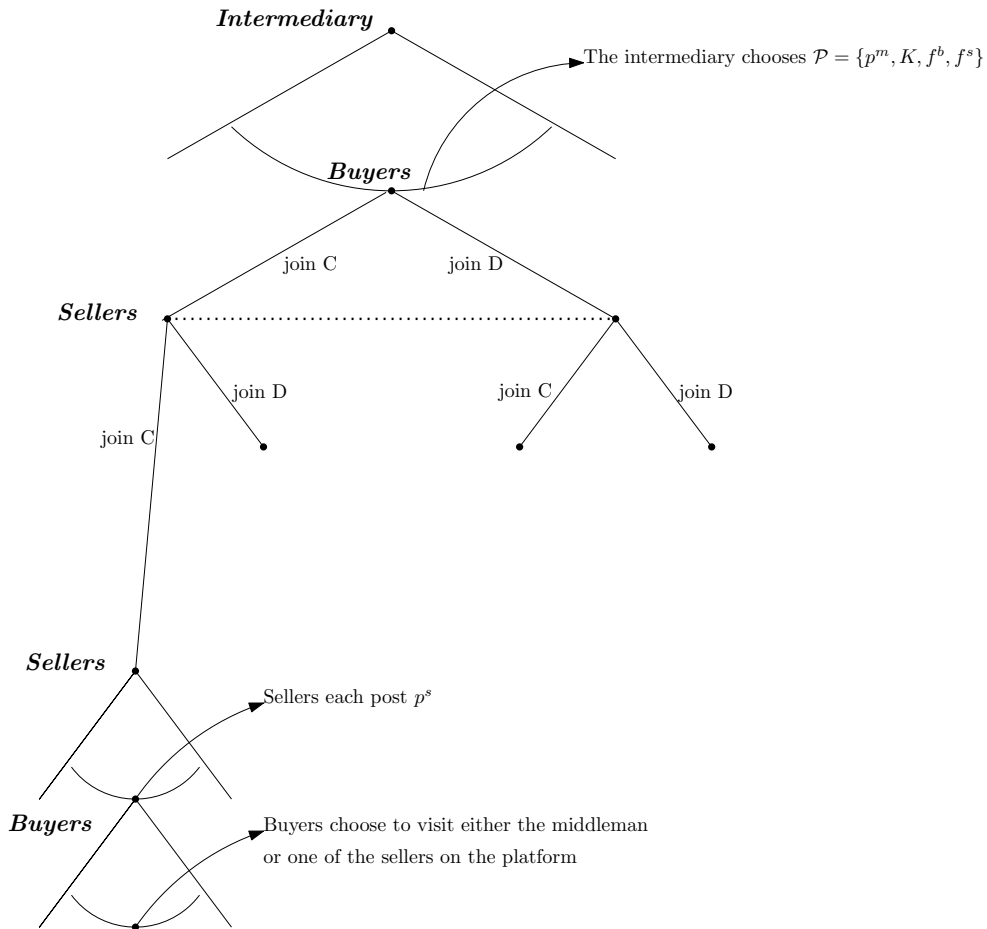 Intermediary
The intermediary chooses 𝒫 = {p^m, K, f^b, f^s}
Buyers
join C
join D
Sellers
join D
join C
join D
join C
Sellers
Sellers each post p^s
Buyers
Buyers choose to visit either the middleman
or one of the sellers on the platform